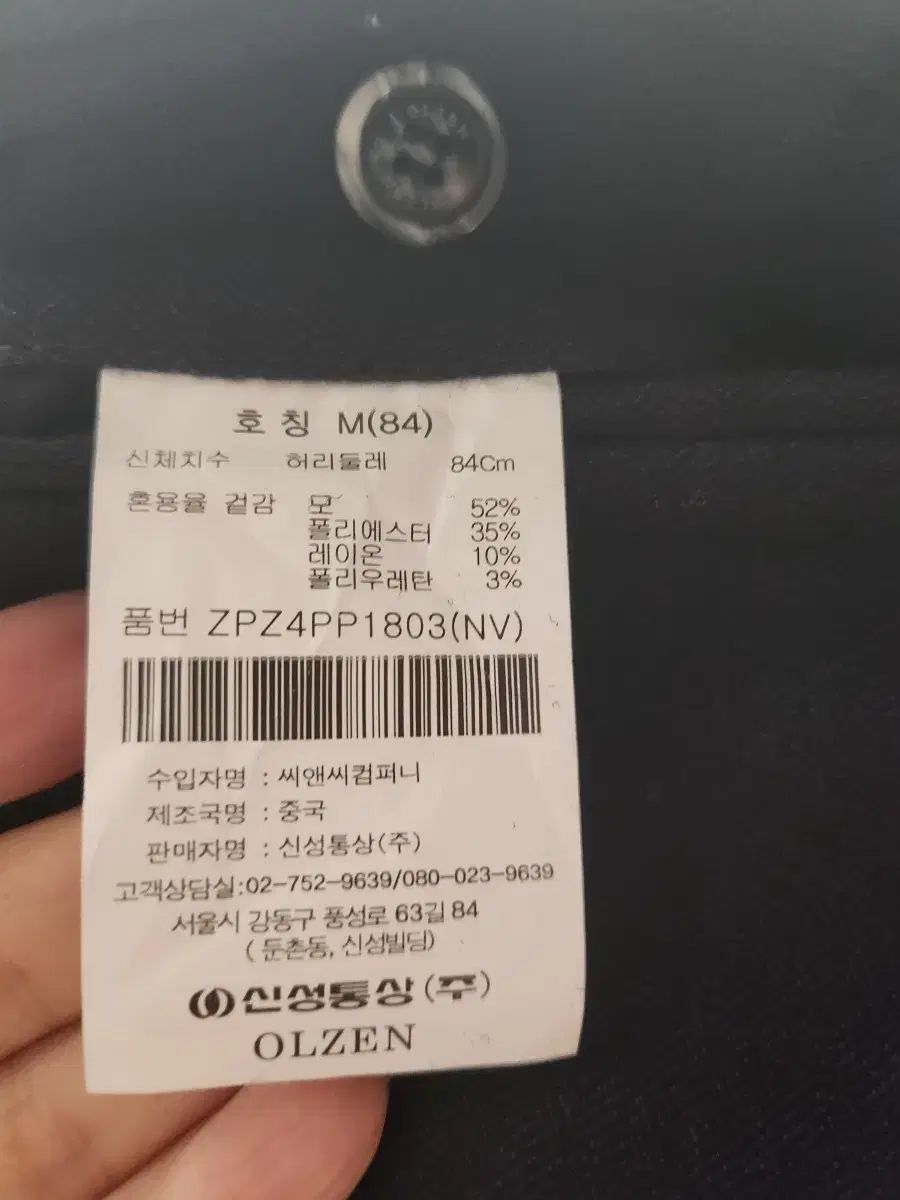 OLZEN
호칭 M(84)
신체치수 허리둘레 84Cm
혼용율 겉감 모 52%
폴리에스터 35%
레이온 10%
폴리우레탄 3%
품번 ZPZ4PP1803(NV)
수입자명 : 씨앤씨컴퍼니
제조국명 : 중국
판매자명 : 신성통상(주)
고객상담실:02-752-9639/080-023-9639
서울시 강동구 풍성로 63길 84
(둔촌동, 신성빌딩)
신성통상(주)
OLZEN